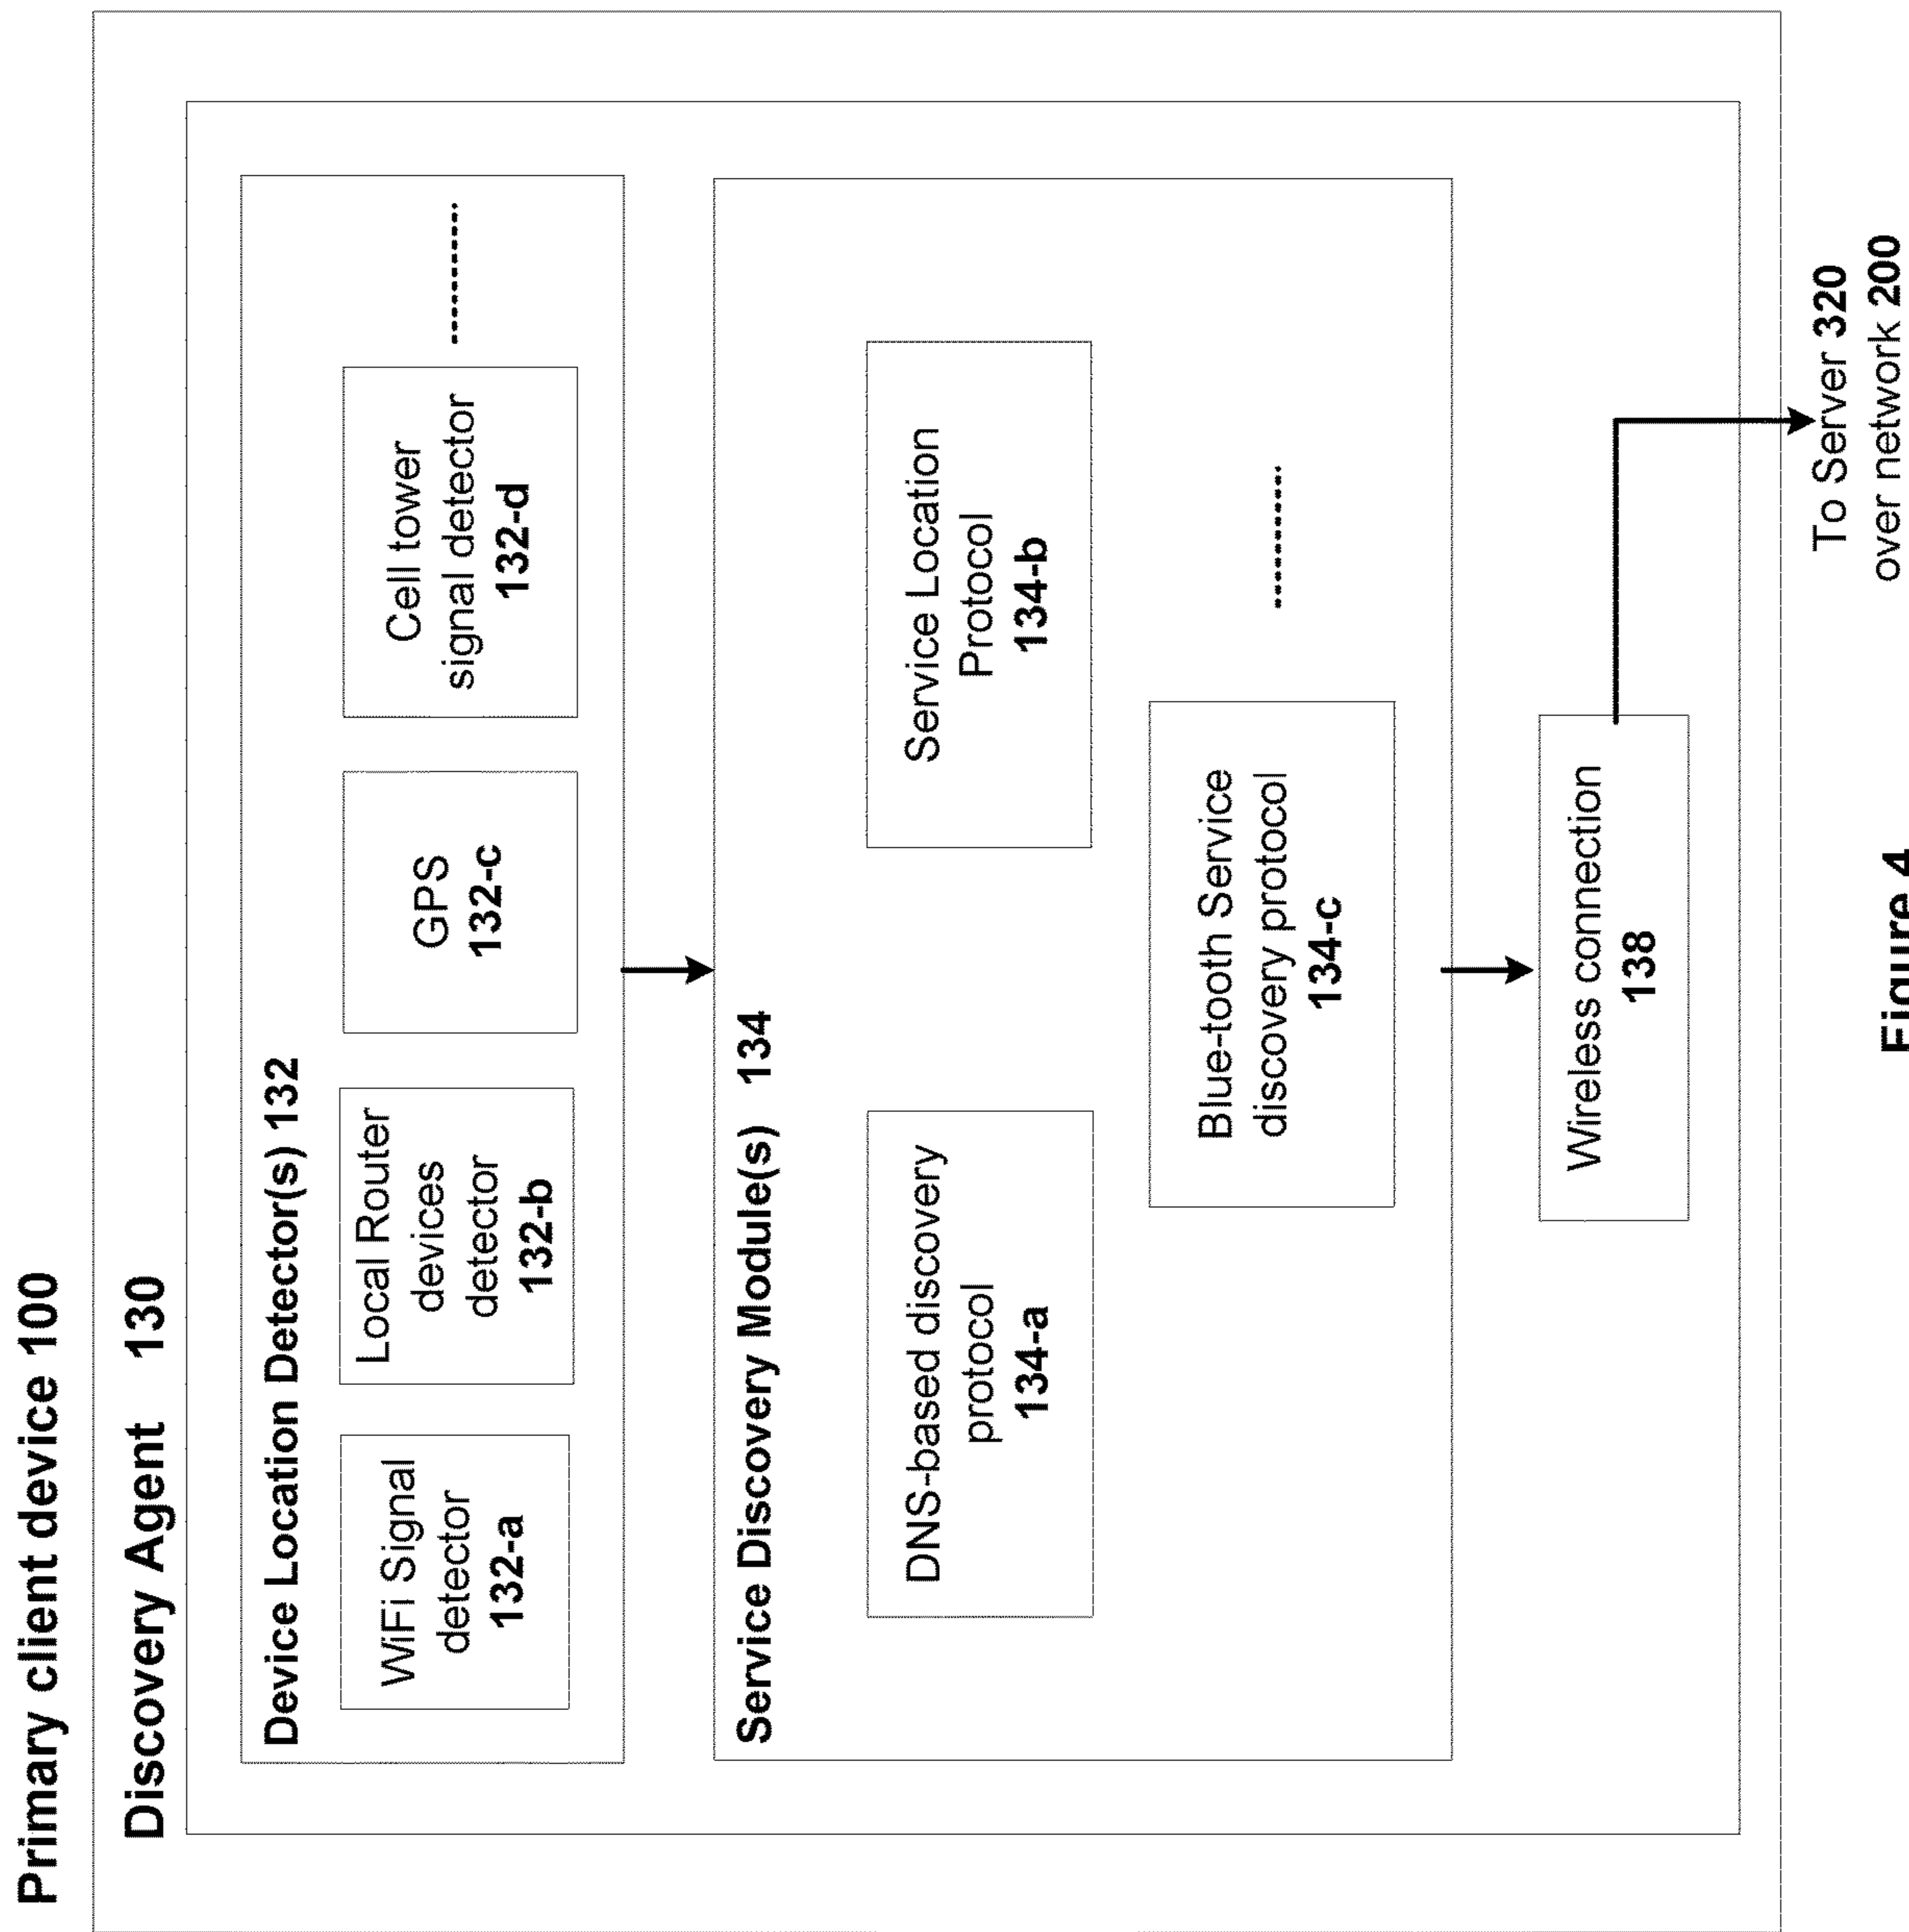 Primary client device 100
Discovery Agent 130
Device Location Detector(s) 132
WiFi Signal
detector
132-a
Local Router
devices
detector
132-b
GPS
132-c
Cell tower
signal detector
132-d
Service Discovery Module(s) 134
DNS-based discovery
protocol
134-a
Service Location
Protocol
134-b
Blue-tooth Service
discovery protocol
134-c
Wireless connection
138
To Server 320
over network 200
Figure 4